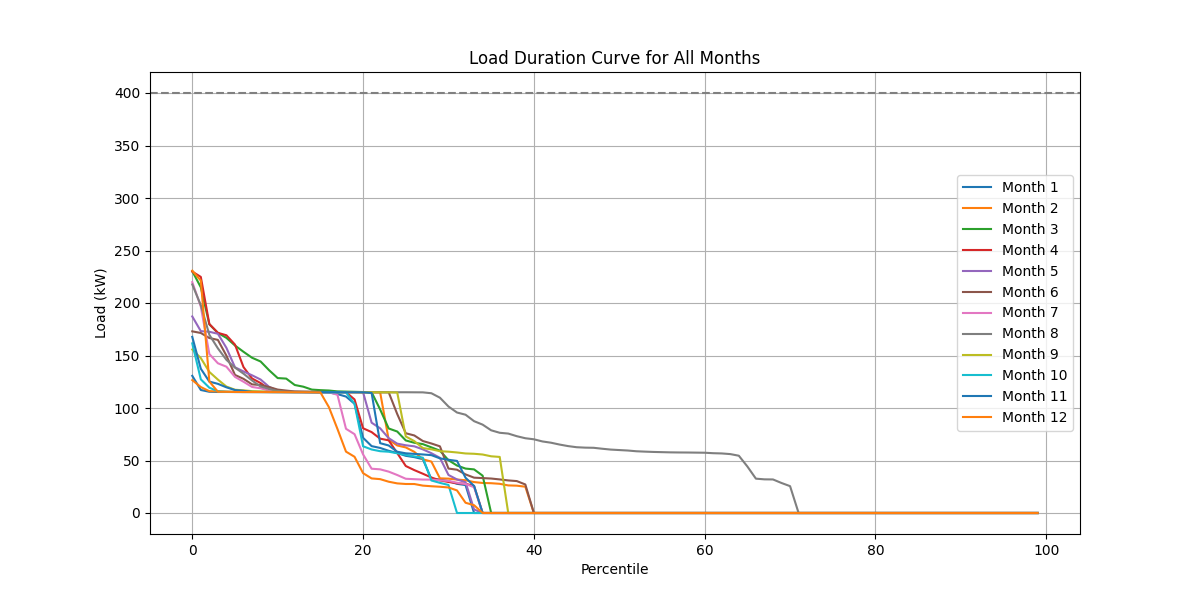 Load Duration Curve for All Months
400
350
300
250
200
150
100
50
0
Load (kW)
0 20 40 60 80 100
Percentile
Month 1
Month 2
Month 3
Month 4
Month 5
Month 6
Month 7
Month 8
Month 9
Month 10
Month 11
Month 12